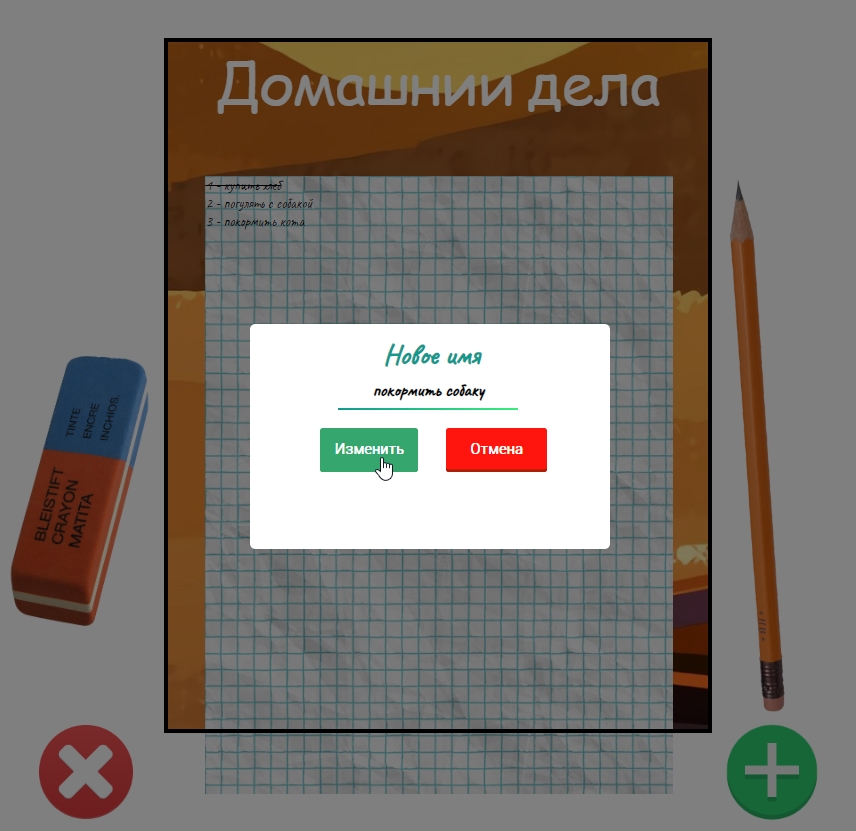 Домашнии дела
1 - купить хлеб
2 - погулять с собакой
3 - покормить кота
Новое имя
покормить собаку
Изменить
Отмена
TINTE
ENCRE
INCHIOS.
BLEISTIFT
CRAYON
MATITA